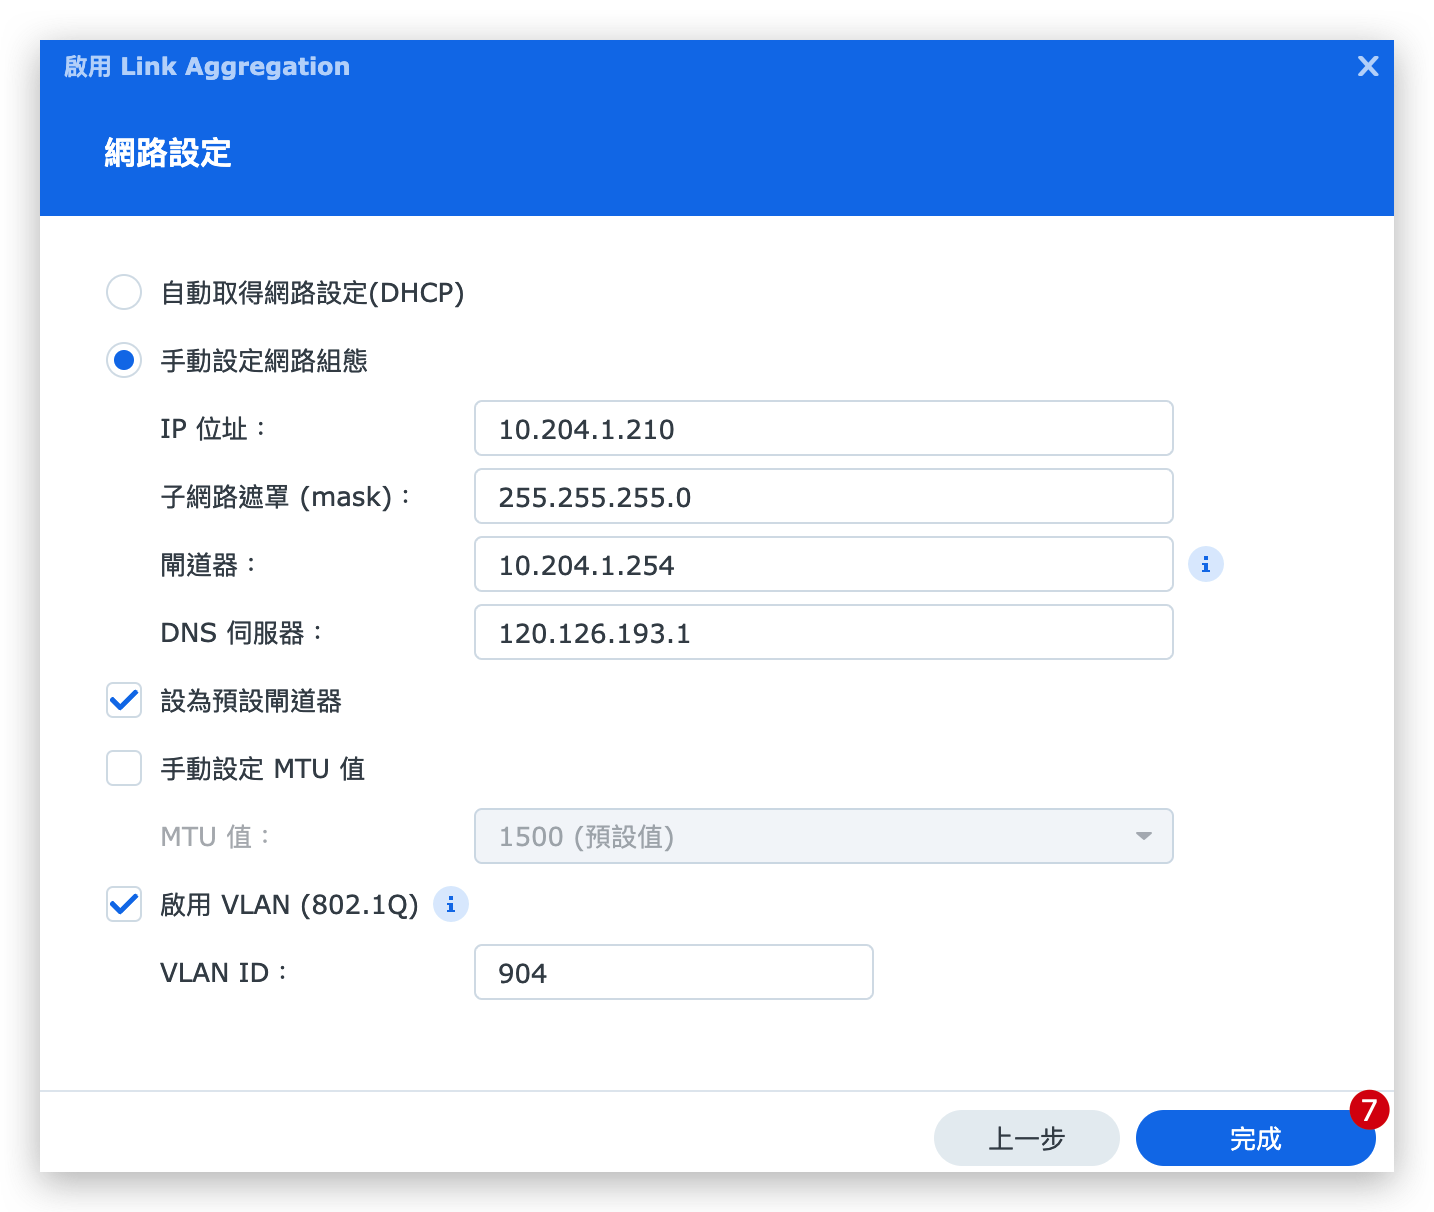 啟用 Link Aggregation
X
網路設定
自動取得網路設定(DHCP)
手動設定網路組態
IP 位址：
10.204.1.210
子網路遮罩 (mask)：
255.255.255.0
閘道器：
10.204.1.254
i
DNS 伺服器：
120.126.193.1
設為預設閘道器
手動設定 MTU 值
MTU 值：
1500 (預設值)
啟用 VLAN (802.1Q)
i
VLAN ID：
904
7
上一步
完成